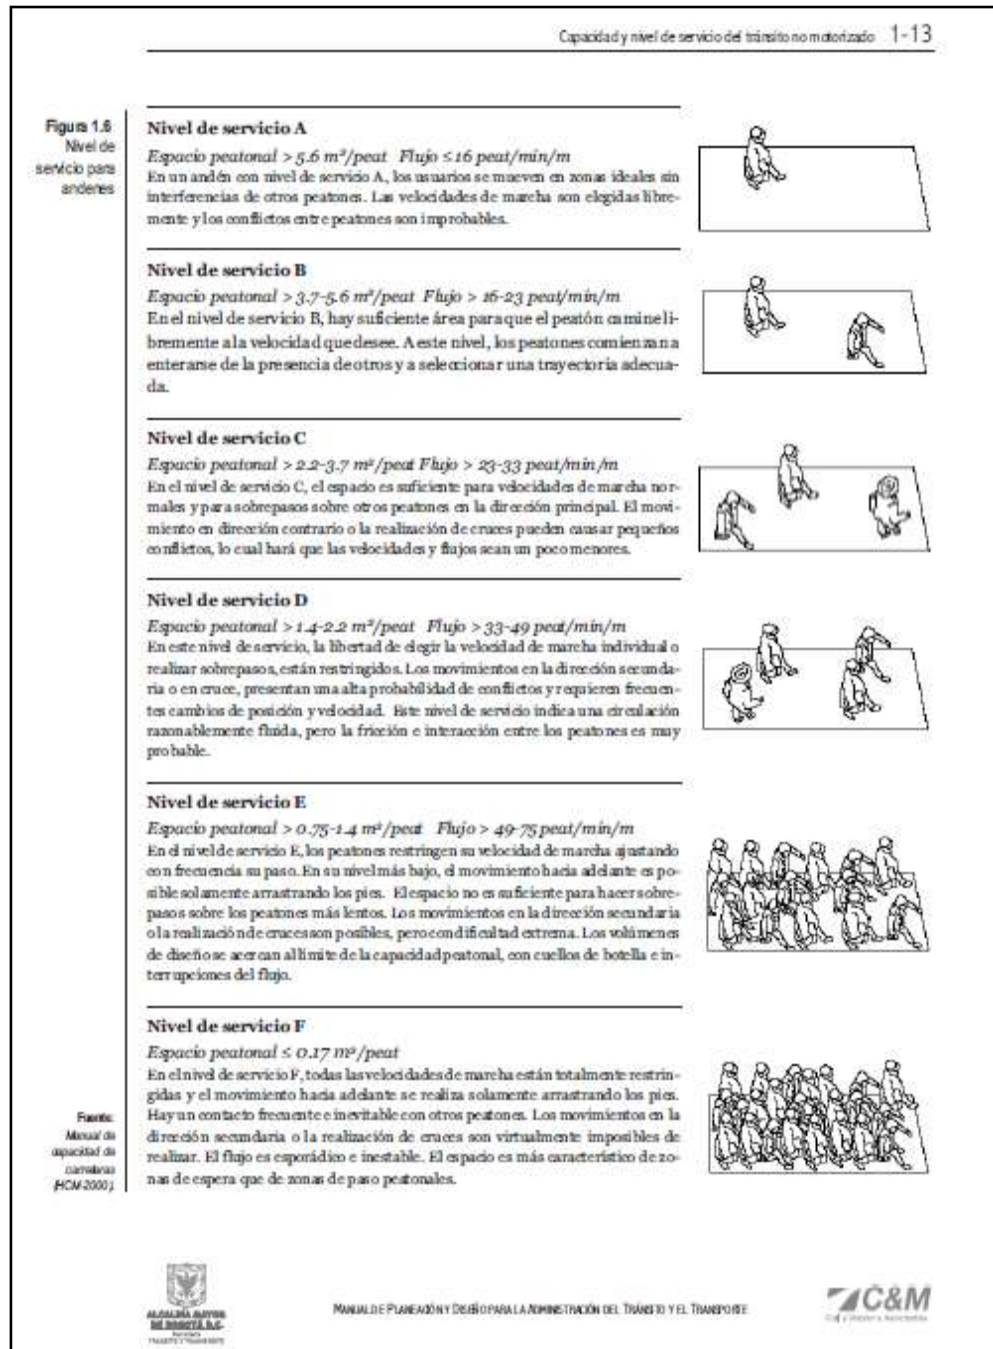 Capacidad y nivel de servicio del tránsito no motorizado 1-13
Figura 1.6
Nivel de
servicio para
andenes
Nivel de servicio A
Espacio peatonal > 5.6 m²/peat Flujo ≤ 16 peat/min/m
En un andén con nivel de servicio A, los usuarios se mueven en zonas ideales sin
interferencias de otros peatones. Las velocidades de marcha son elegidas libre-
mente y los conflictos entre peatones son improbables.
Nivel de servicio B
Espacio peatonal > 3.7-5.6 m²/peat Flujo > 16-23 peat/min/m
En el nivel de servicio B, hay suficiente área para que el peatón camine li-
bremente a la velocidad que desee. A este nivel, los peatones comienzan a
enterarse de la presencia de otros y a seleccionar una trayectoria adecua-
da.
Nivel de servicio C
Espacio peatonal > 2.2-3.7 m²/peat Flujo > 23-33 peat/min/m
En el nivel de servicio C, el espacio es suficiente para velocidades de marcha nor-
males y para sobrepasos sobre otros peatones en la dirección principal. El movi-
miento en dirección contrario o la realización de cruces pueden causar pequeños
conflictos, lo cual hará que las velocidades y flujos sean un poco menores.
Nivel de servicio D
Espacio peatonal > 1.4-2.2 m²/peat Flujo > 33-49 peat/min/m
En este nivel de servicio, la libertad de elegir la velocidad de marcha individual o
realizar sobrepasos, están restringidos. Los movimientos en la dirección secunda-
ria o en cruce, presentan una alta probabilidad de conflictos y requieren frecuen-
tes cambios de posición y velocidad. Este nivel de servicio indica una circulación
razonablemente fluida, pero la fricción e interacción entre los peatones es muy
probable.
Nivel de servicio E
Espacio peatonal > 0.75-1.4 m²/peat Flujo > 49-75 peat/min/m
En el nivel de servicio E, los peatones restringen su velocidad de marcha ajustando
con frecuencia su paso. En su nivel más bajo, el movimiento hacia adelante es po-
sible solamente arrastrando los pies. El espacio no es suficiente para hacer sobre-
pasos sobre los peatones más lentos. Los movimientos en la dirección secundaria
o la realización de cruces son posibles, pero con dificultad extrema. Los volúmenes
de diseño se acercan al límite de la capacidad peatonal, con cuellos de botella e in-
terrupciones del flujo.
Nivel de servicio F
Espacio peatonal ≤ 0.17 m²/peat
En el nivel de servicio F, todas las velocidades de marcha están totalmente restrin-
gidas y el movimiento hacia adelante se realiza solamente arrastrando los pies.
Hay un contacto frecuente e inevitable con otros peatones. Los movimientos en la
dirección secundaria o la realización de cruces son virtualmente imposibles de
realizar. El flujo es esporádico e inestable. El espacio es más característico de zo-
nas de espera que de zonas de paso peatonales.
Fuente:
Manual de
capacidad de
carreteras
(HCM-2000)
ALCALDÍA MAYOR
DE BOGOTÁ D.C.
TRÁNSITO Y TRANSPORTE
MANUAL DE PLANEACIÓN Y DISEÑO PARA LA ADMINISTRACIÓN DEL TRÁNSITO Y EL TRANSPORTE
C&M